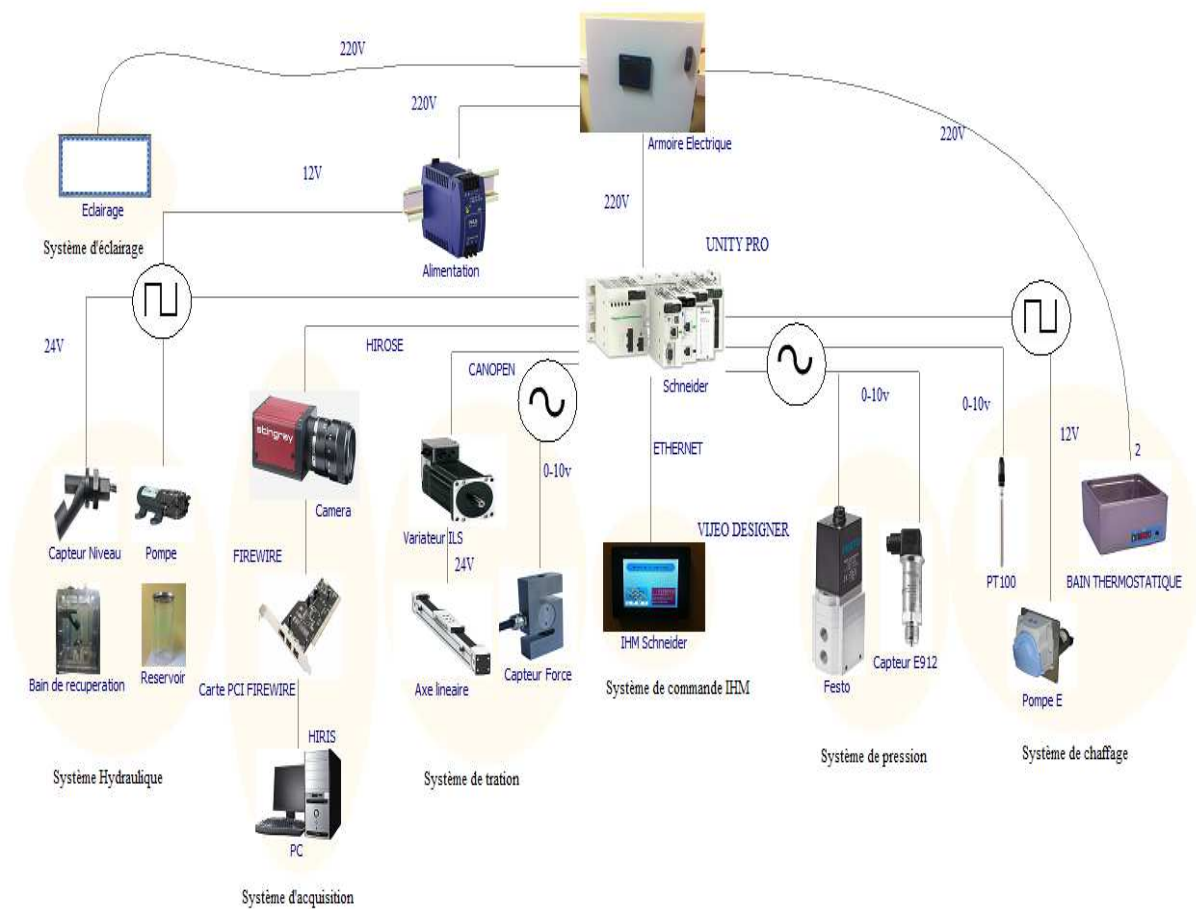 220V
220V
Armoire Electrique
220V
12V
220V
Eclairage
Système d'éclairage
Alimentation
UNITY PRO
24V
HIROSE
CANOPEN
Schneider
0-10v
0-10v
12V
stingray
ETHERNET
0-10v
2
Capteur Niveau
Pompe
Camera
Variateur ILS
VIJEO DESIGNER
FIREWIRE
24V
PT100
BAIN THERMOSTATIQUE
IHM Schneider
Capteur E912
Bain de recuperation
Reservoir
Carte PCI FIREWIRE
Axe lineaire
Capteur Force
Système de commande IHM
Festo
Pompe E
HIRIS
Système Hydraulique
Système de tration
Système de pression
Système de chaffage
PC
Système d'acquisition